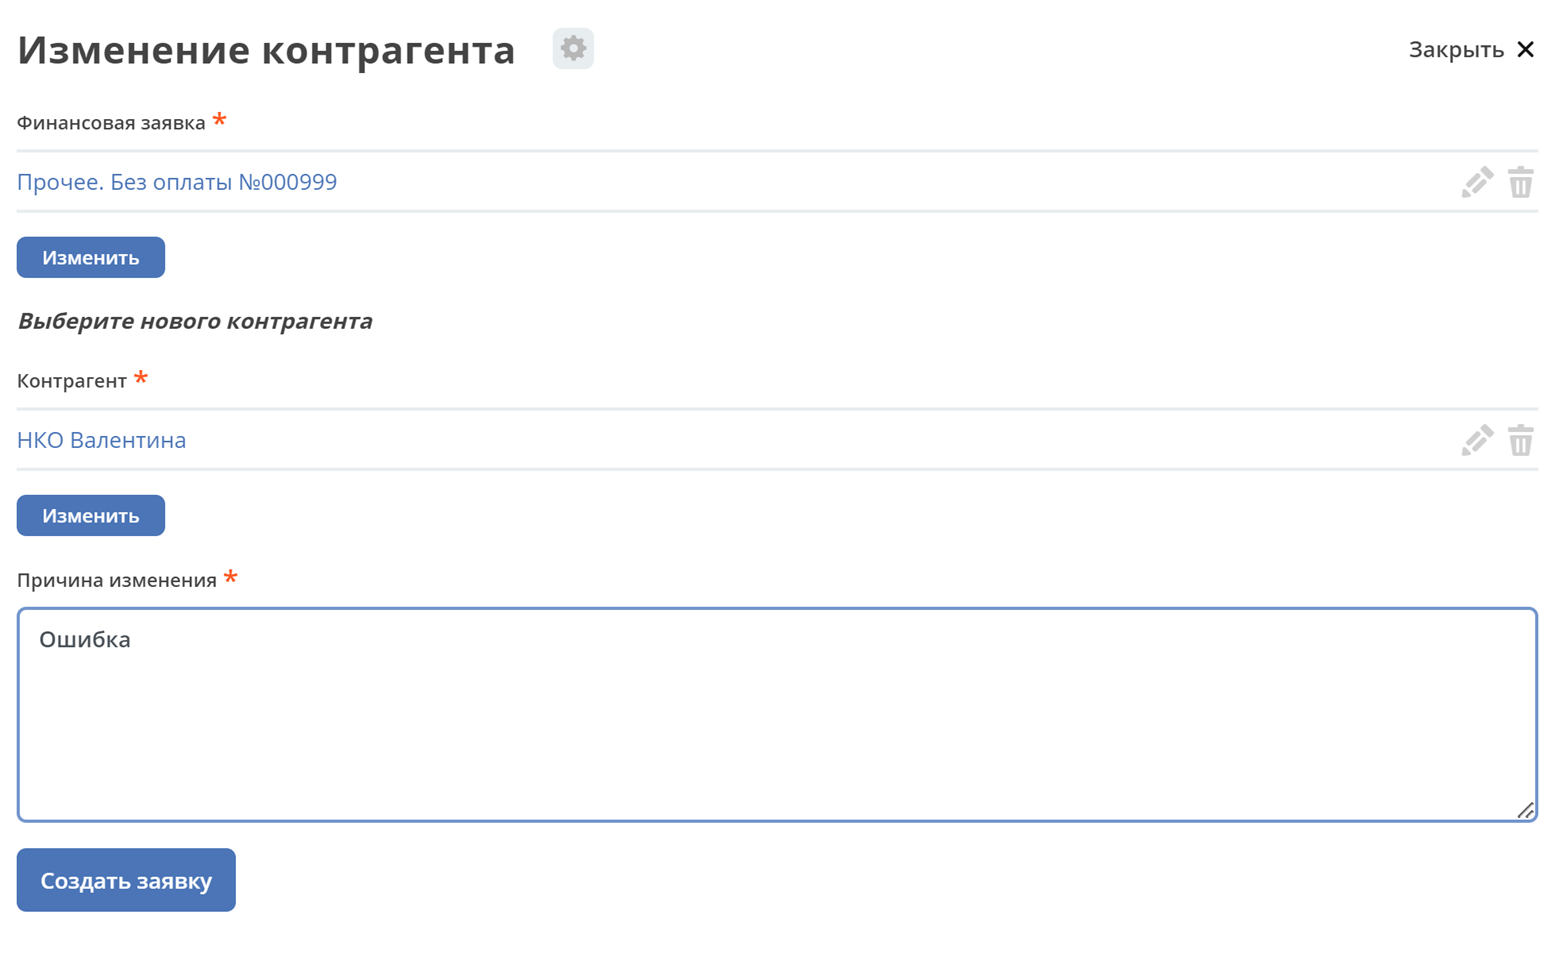 Изменение контрагента
Закрыть
Финансовая заявка *
Прочее. Без оплаты №000999
Изменить
Выберите нового контрагента
Контрагент *
НКО Валентина
Изменить
Причина изменения *
Ошибка
Создать заявку